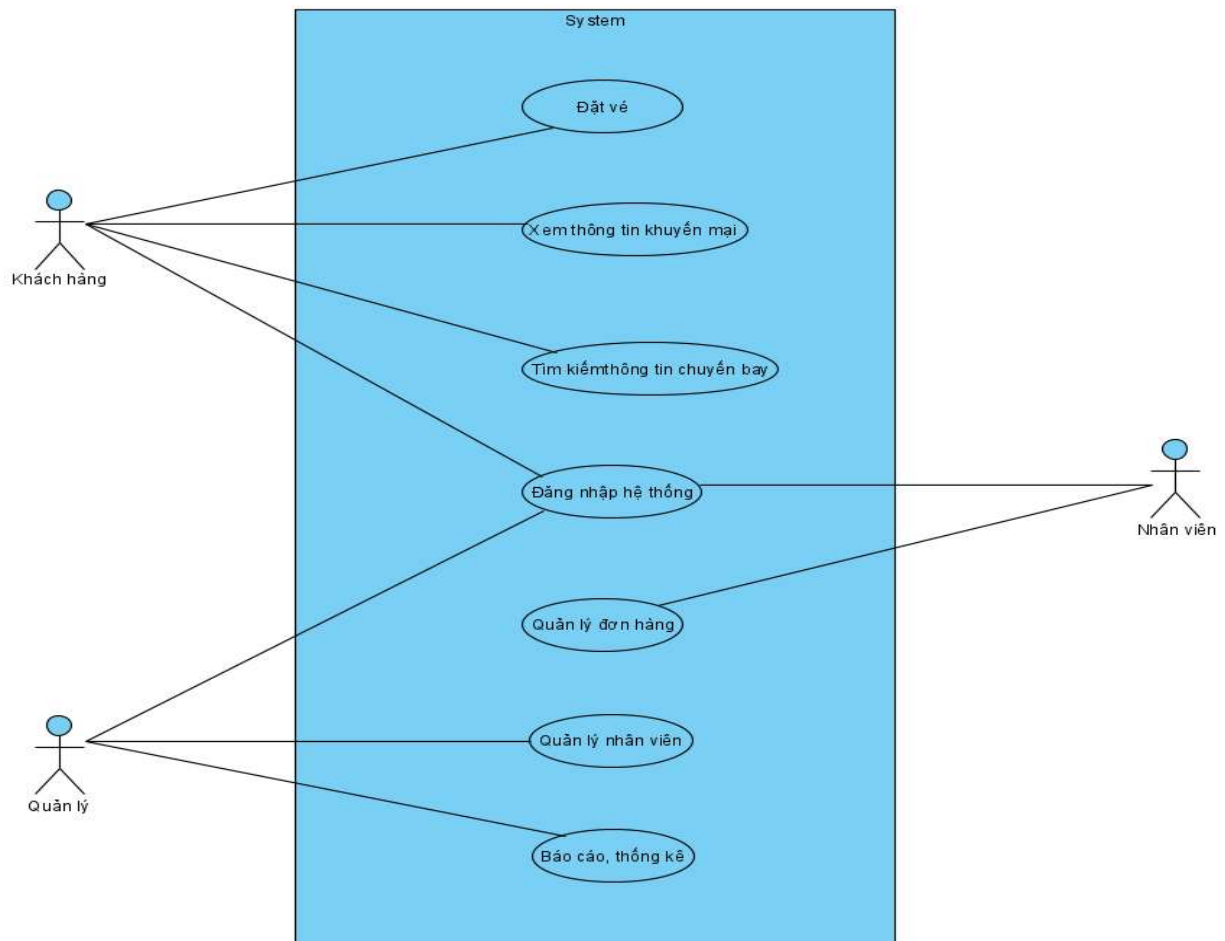 System
Đặt vé
Xem thông tin khuyến mại
Khách hàng
Tìm kiếmthông tin chuyến bay
Đăng nhập hệ thống
Nhân viên
Quản lý đơn hàng
Quản lý nhân viên
Quản lý
Báo cáo, thống kê